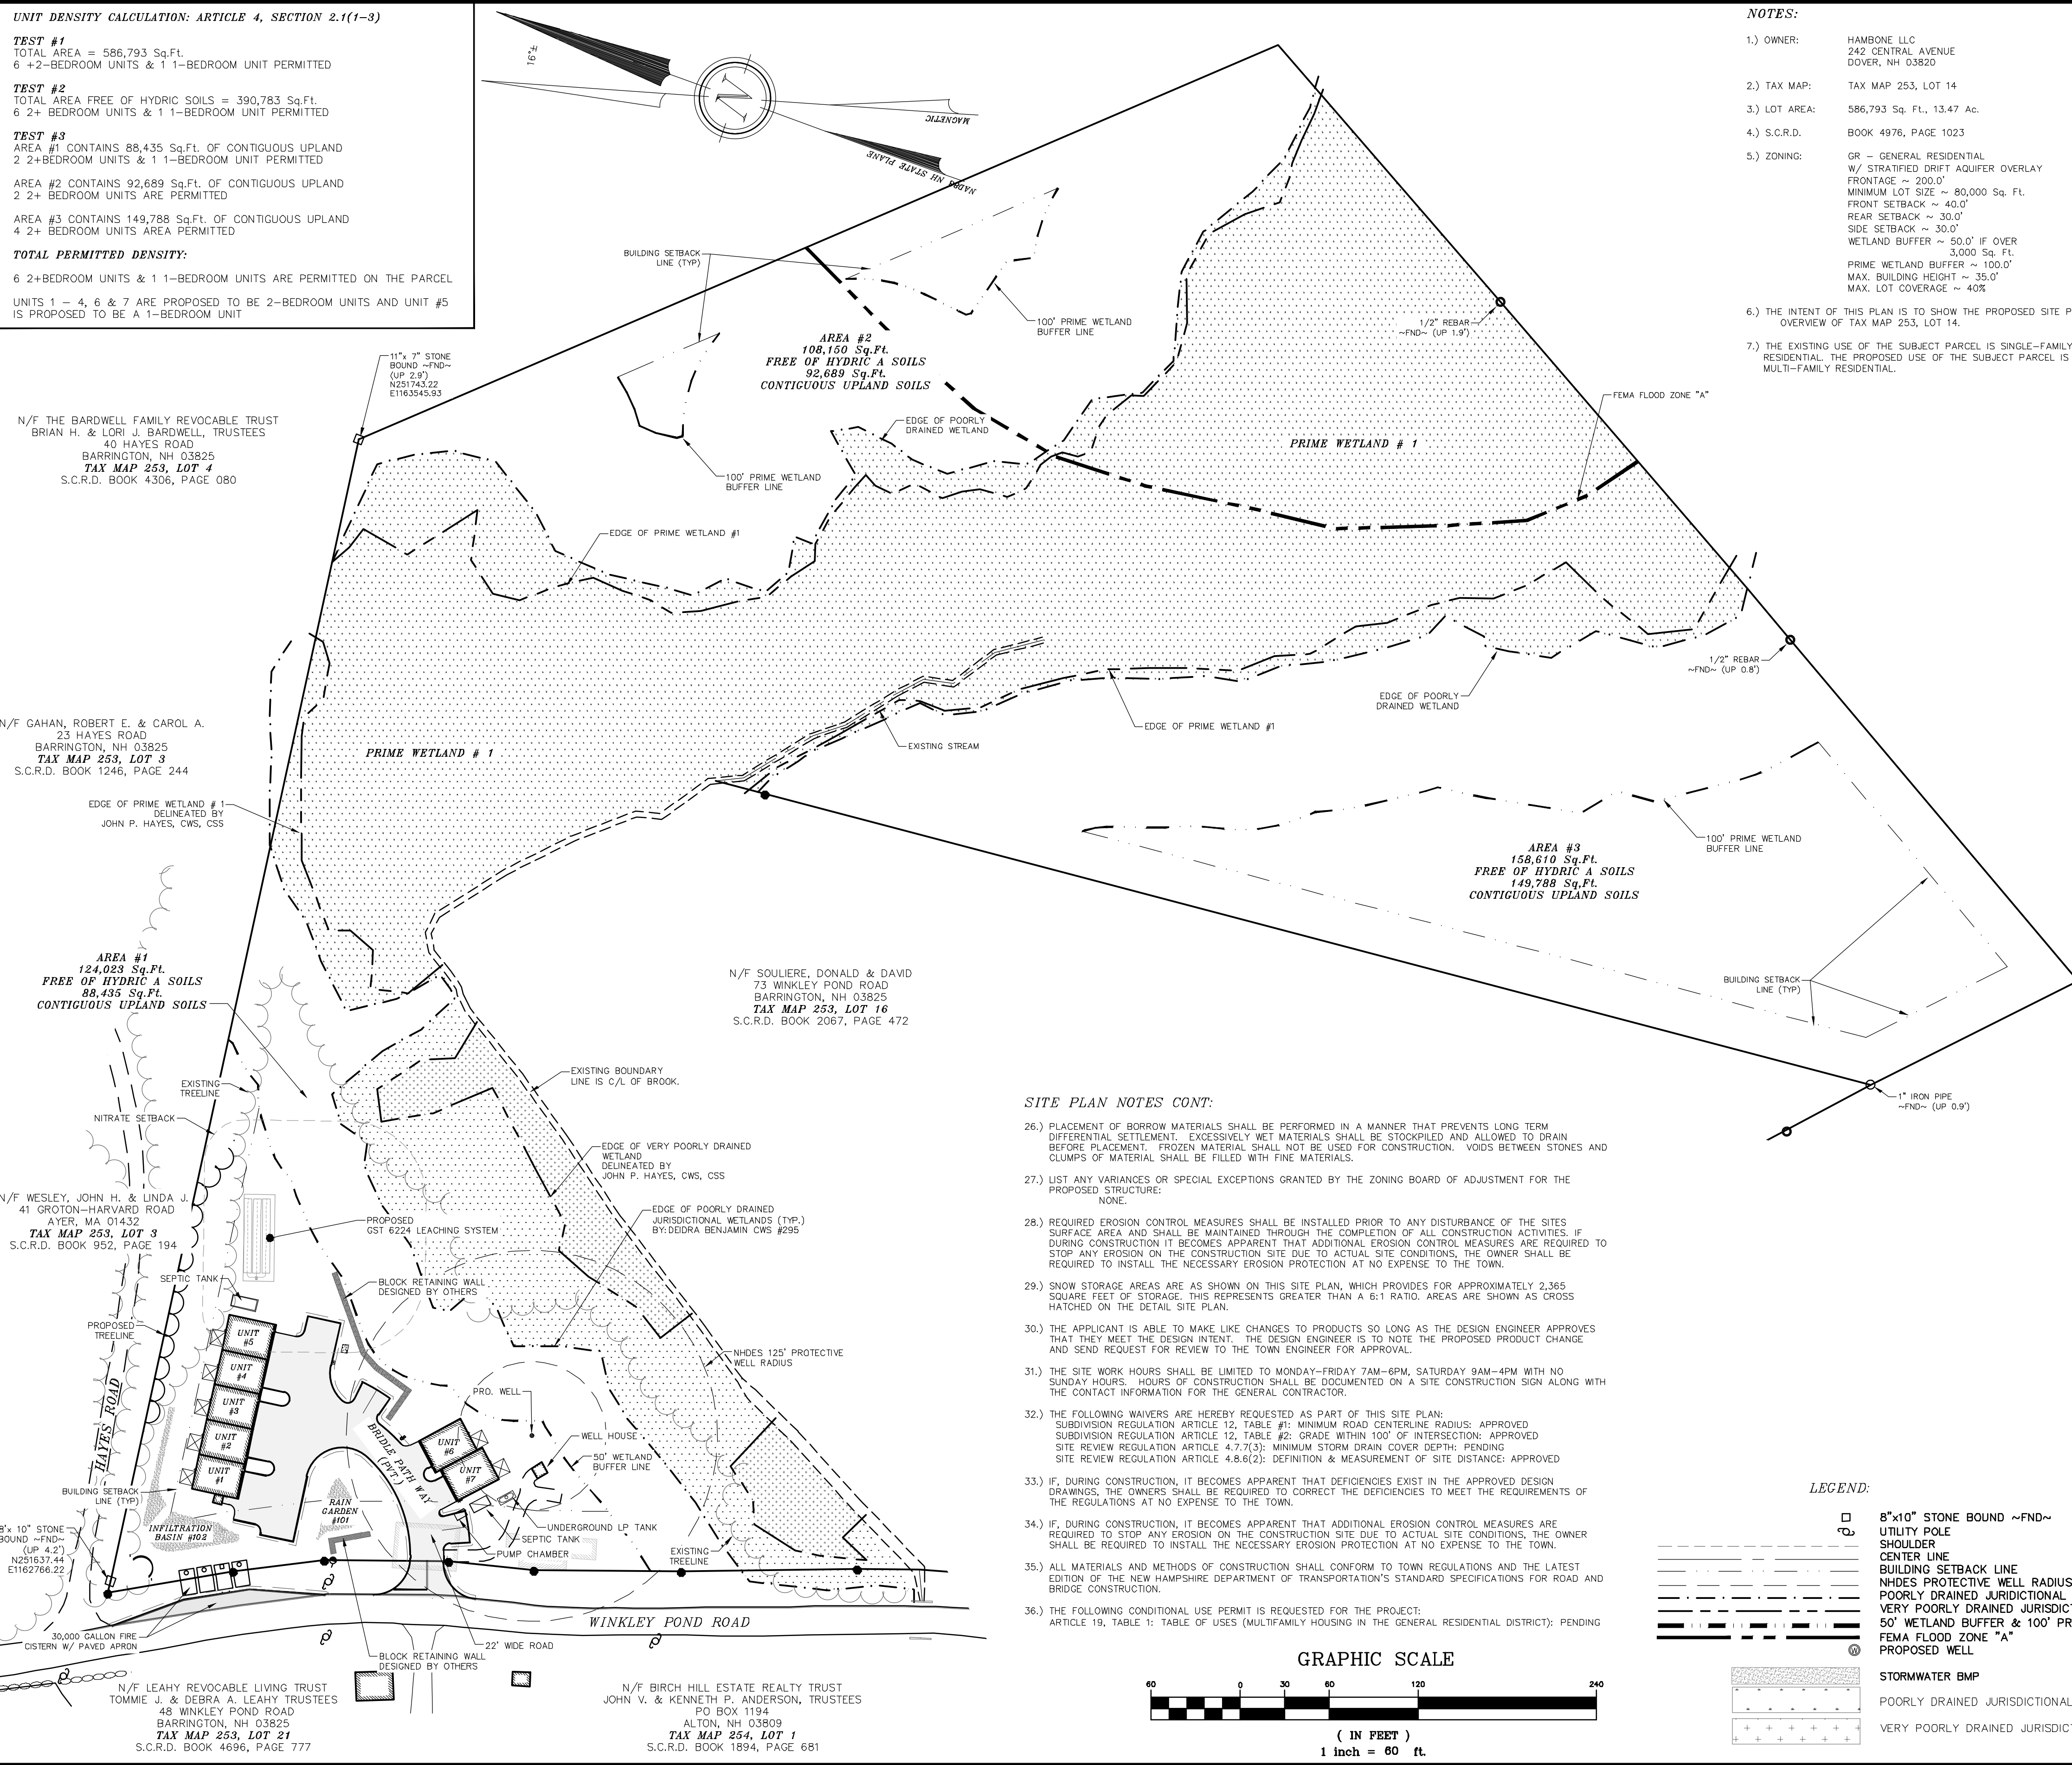 UNIT DENSITY CALCULATION: ARTICLE 4, SECTION 2.1(1-3)
TEST #1
TOTAL AREA = 586,793 Sq.Ft.
6 +2-BEDROOM UNITS & 1 1-BEDROOM UNIT PERMITTED
TEST #2
TOTAL AREA FREE OF HYDRIC SOILS = 390,783 Sq.Ft.
6 2+ BEDROOM UNITS & 1 1-BEDROOM UNIT PERMITTED
TEST #3
AREA #1 CONTAINS 88,435 Sq.Ft. OF CONTIGUOUS UPLAND
2 2+BEDROOM UNITS & 1 1-BEDROOM UNIT PERMITTED
AREA #2 CONTAINS 92,689 Sq.Ft. OF CONTIGUOUS UPLAND
2 2+ BEDROOM UNITS ARE PERMITTED
AREA #3 CONTAINS 149,788 Sq.Ft. OF CONTIGUOUS UPLAND
4 2+ BEDROOM UNITS AREA PERMITTED
TOTAL PERMITTED DENSITY:
6 2+BEDROOM UNITS & 1 1-BEDROOM UNITS ARE PERMITTED ON THE PARCEL
UNITS 1 - 4, 6 & 7 ARE PROPOSED TO BE 2-BEDROOM UNITS AND UNIT #5
IS PROPOSED TO BE A 1-BEDROOM UNIT
16°±
N
MAGNETIC
NAD83 NH STATE PLANE
NOTES:
1.) OWNER: HAMBONE LLC
242 CENTRAL AVENUE
DOVER, NH 03820
2.) TAX MAP: TAX MAP 253, LOT 14
3.) LOT AREA: 586,793 Sq. Ft., 13.47 Ac.
4.) S.C.R.D. BOOK 4976, PAGE 1023
5.) ZONING: GR - GENERAL RESIDENTIAL
W/ STRATIFIED DRIFT AQUIFER OVERLAY
FRONTAGE ~ 200.0'
MINIMUM LOT SIZE ~ 80,000 Sq. Ft.
FRONT SETBACK ~ 40.0'
REAR SETBACK ~ 30.0'
SIDE SETBACK ~ 30.0'
WETLAND BUFFER ~ 50.0' IF OVER
3,000 Sq. Ft.
PRIME WETLAND BUFFER ~ 100.0'
MAX. BUILDING HEIGHT ~ 35.0'
MAX. LOT COVERAGE ~ 40%
6.) THE INTENT OF THIS PLAN IS TO SHOW THE PROPOSED SITE P
OVERVIEW OF TAX MAP 253, LOT 14.
7.) THE EXISTING USE OF THE SUBJECT PARCEL IS SINGLE-FAMILY
RESIDENTIAL. THE PROPOSED USE OF THE SUBJECT PARCEL IS
MULTI-FAMILY RESIDENTIAL.
BUILDING SETBACK
LINE (TYP)
100' PRIME WETLAND
BUFFER LINE
1/2" REBAR
~FND~ (UP 1.9')
AREA #2
108,150 Sq.Ft.
FREE OF HYDRIC A SOILS
92,689 Sq.Ft.
CONTIGUOUS UPLAND SOILS
11"x 7" STONE
BOUND ~FND~
(UP 2.9')
N251743.22
E1163545.93
FEMA FLOOD ZONE "A"
N/F THE BARDWELL FAMILY REVOCABLE TRUST
BRIAN H. & LORI J. BARDWELL, TRUSTEES
40 HAYES ROAD
BARRINGTON, NH 03825
TAX MAP 253, LOT 4
S.C.R.D. BOOK 4306, PAGE 080
EDGE OF POORLY
DRAINED WETLAND
PRIME WETLAND # 1
100' PRIME WETLAND
BUFFER LINE
EDGE OF PRIME WETLAND #1
1/2" REBAR
~FND~ (UP 0.8')
EDGE OF POORLY
DRAINED WETLAND
N/F GAHAN, ROBERT E. & CAROL A.
23 HAYES ROAD
BARRINGTON, NH 03825
TAX MAP 253, LOT 3
S.C.R.D. BOOK 1246, PAGE 244
EDGE OF PRIME WETLAND #1
EXISTING STREAM
PRIME WETLAND # 1
EDGE OF PRIME WETLAND # 1
DELINEATED BY
JOHN P. HAYES, CWS, CSS
100' PRIME WETLAND
BUFFER LINE
AREA #3
158,610 Sq.Ft.
FREE OF HYDRIC A SOILS
149,788 Sq,Ft.
CONTIGUOUS UPLAND SOILS
BUILDING SETBACK
LINE (TYP)
AREA #1
124,023 Sq.Ft.
FREE OF HYDRIC A SOILS
88,435 Sq.Ft.
CONTIGUOUS UPLAND SOILS
N/F SOULIERE, DONALD & DAVID
73 WINKLEY POND ROAD
BARRINGTON, NH 03825
TAX MAP 253, LOT 16
S.C.R.D. BOOK 2067, PAGE 472
1" IRON PIPE
~FND~ (UP 0.9')
EXISTING BOUNDARY
LINE IS C/L OF BROOK.
EXISTING
TREELINE
NITRATE SETBACK
EDGE OF VERY POORLY DRAINED
WETLAND
DELINEATED BY
JOHN P. HAYES, CWS, CSS
N/F WESLEY, JOHN H. & LINDA J.
41 GROTON-HARVARD ROAD
AYER, MA 01432
TAX MAP 253, LOT 3
S.C.R.D. BOOK 952, PAGE 194
PROPOSED
GST 6224 LEACHING SYSTEM
EDGE OF POORLY DRAINED
JURISDICTIONAL WETLANDS (TYP.)
BY: DEIDRA BENJAMIN CWS #295
SEPTIC TANK
BLOCK RETAINING WALL
DESIGNED BY OTHERS
PROPOSED
TREELINE
NHDES 125' PROTECTIVE
WELL RADIUS
UNIT
#5
UNIT
#4
UNIT
#3
UNIT
#2
UNIT
#1
PRO. WELL
WELL HOUSE
50' WETLAND
BUFFER LINE
UNIT
#6
UNIT
#7
BRIDLE PATH WAY
(PVT.)
HAYES ROAD
BUILDING SETBACK
LINE (TYP)
RAIN
GARDEN
#101
INFILTRATION
BASIN #102
8"x 10" STONE
BOUND ~FND~
(UP 4.2')
N251637.44
E1162766.22
UNDERGROUND LP TANK
SEPTIC TANK
PUMP CHAMBER
EXISTING
TREELINE
30,000 GALLON FIRE
CISTERN W/ PAVED APRON
WINKLEY POND ROAD
22' WIDE ROAD
BLOCK RETAINING WALL
DESIGNED BY OTHERS
N/F LEAHY REVOCABLE LIVING TRUST
TOMMIE J. & DEBRA A. LEAHY TRUSTEES
48 WINKLEY POND ROAD
BARRINGTON, NH 03825
TAX MAP 253, LOT 21
S.C.R.D. BOOK 4696, PAGE 777
N/F BIRCH HILL ESTATE REALTY TRUST
JOHN V. & KENNETH P. ANDERSON, TRUSTEES
PO BOX 1194
ALTON, NH 03809
TAX MAP 254, LOT 1
S.C.R.D. BOOK 1894, PAGE 681
SITE PLAN NOTES CONT:
26.) PLACEMENT OF BORROW MATERIALS SHALL BE PERFORMED IN A MANNER THAT PREVENTS LONG TERM
DIFFERENTIAL SETTLEMENT. EXCESSIVELY WET MATERIALS SHALL BE STOCKPILED AND ALLOWED TO DRAIN
BEFORE PLACEMENT. FROZEN MATERIAL SHALL NOT BE USED FOR CONSTRUCTION. VOIDS BETWEEN STONES AND
CLUMPS OF MATERIAL SHALL BE FILLED WITH FINE MATERIALS.
27.) LIST ANY VARIANCES OR SPECIAL EXCEPTIONS GRANTED BY THE ZONING BOARD OF ADJUSTMENT FOR THE
PROPOSED STRUCTURE:
NONE.
28.) REQUIRED EROSION CONTROL MEASURES SHALL BE INSTALLED PRIOR TO ANY DISTURBANCE OF THE SITES
SURFACE AREA AND SHALL BE MAINTAINED THROUGH THE COMPLETION OF ALL CONSTRUCTION ACTIVITIES. IF
DURING CONSTRUCTION IT BECOMES APPARENT THAT ADDITIONAL EROSION CONTROL MEASURES ARE REQUIRED TO
STOP ANY EROSION ON THE CONSTRUCTION SITE DUE TO ACTUAL SITE CONDITIONS, THE OWNER SHALL BE
REQUIRED TO INSTALL THE NECESSARY EROSION PROTECTION AT NO EXPENSE TO THE TOWN.
29.) SNOW STORAGE AREAS ARE AS SHOWN ON THIS SITE PLAN, WHICH PROVIDES FOR APPROXIMATELY 2,365
SQUARE FEET OF STORAGE. THIS REPRESENTS GREATER THAN A 6:1 RATIO. AREAS ARE SHOWN AS CROSS
HATCHED ON THE DETAIL SITE PLAN.
30.) THE APPLICANT IS ABLE TO MAKE LIKE CHANGES TO PRODUCTS SO LONG AS THE DESIGN ENGINEER APPROVES
THAT THEY MEET THE DESIGN INTENT. THE DESIGN ENGINEER IS TO NOTE THE PROPOSED PRODUCT CHANGE
AND SEND REQUEST FOR REVIEW TO THE TOWN ENGINEER FOR APPROVAL.
31.) THE SITE WORK HOURS SHALL BE LIMITED TO MONDAY-FRIDAY 7AM-6PM, SATURDAY 9AM-4PM WITH NO
SUNDAY HOURS. HOURS OF CONSTRUCTION SHALL BE DOCUMENTED ON A SITE CONSTRUCTION SIGN ALONG WITH
THE CONTACT INFORMATION FOR THE GENERAL CONTRACTOR.
32.) THE FOLLOWING WAIVERS ARE HEREBY REQUESTED AS PART OF THIS SITE PLAN:
SUBDIVISION REGULATION ARTICLE 12, TABLE #1: MINIMUM ROAD CENTERLINE RADIUS: APPROVED
SUBDIVISION REGULATION ARTICLE 12, TABLE #2: GRADE WITHIN 100' OF INTERSECTION: APPROVED
SITE REVIEW REGULATION ARTICLE 4.7.7(3): MINIMUM STORM DRAIN COVER DEPTH: PENDING
SITE REVIEW REGULATION ARTICLE 4.8.6(2): DEFINITION & MEASUREMENT OF SITE DISTANCE: APPROVED
33.) IF, DURING CONSTRUCTION, IT BECOMES APPARENT THAT DEFICIENCIES EXIST IN THE APPROVED DESIGN
DRAWINGS, THE OWNERS SHALL BE REQUIRED TO CORRECT THE DEFICIENCIES TO MEET THE REQUIREMENTS OF
THE REGULATIONS AT NO EXPENSE TO THE TOWN.
34.) IF, DURING CONSTRUCTION, IT BECOMES APPARENT THAT ADDITIONAL EROSION CONTROL MEASURES ARE
REQUIRED TO STOP ANY EROSION ON THE CONSTRUCTION SITE DUE TO ACTUAL SITE CONDITIONS, THE OWNER
SHALL BE REQUIRED TO INSTALL THE NECESSARY EROSION PROTECTION AT NO EXPENSE TO THE TOWN.
35.) ALL MATERIALS AND METHODS OF CONSTRUCTION SHALL CONFORM TO TOWN REGULATIONS AND THE LATEST
EDITION OF THE NEW HAMPSHIRE DEPARTMENT OF TRANSPORTATION'S STANDARD SPECIFICATIONS FOR ROAD AND
BRIDGE CONSTRUCTION.
36.) THE FOLLOWING CONDITIONAL USE PERMIT IS REQUESTED FOR THE PROJECT:
ARTICLE 19, TABLE 1: TABLE OF USES (MULTIFAMILY HOUSING IN THE GENERAL RESIDENTIAL DISTRICT): PENDING
GRAPHIC SCALE
60 0 30 60 120 240
( IN FEET )
1 inch = 60 ft.
LEGEND:
8"x10" STONE BOUND ~FND~
UTILITY POLE
SHOULDER
CENTER LINE
BUILDING SETBACK LINE
NHDES PROTECTIVE WELL RADIUS
POORLY DRAINED JURIDICTIONAL
VERY POORLY DRAINED JURISDIC
50' WETLAND BUFFER & 100' PR
FEMA FLOOD ZONE "A"
W PROPOSED WELL
STORMWATER BMP
POORLY DRAINED JURISDICTIONAL
VERY POORLY DRAINED JURISDIC